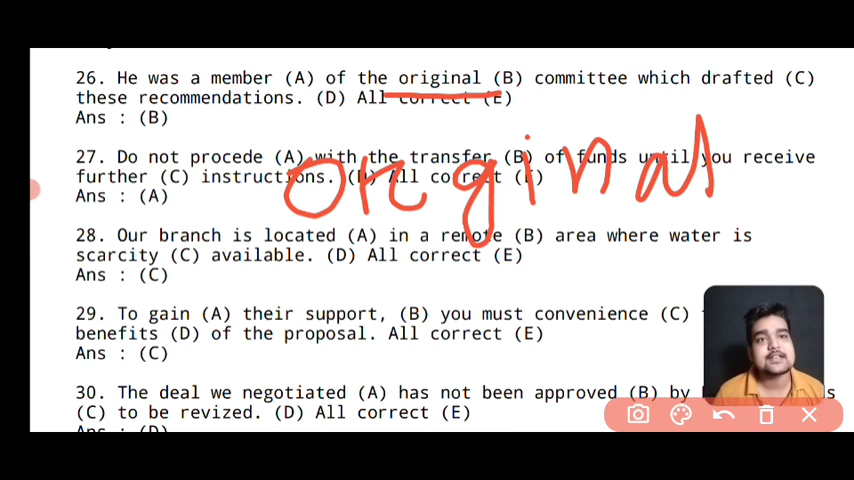 26. He was a member (A) of the original (B) committee which drafted (C)
these recommendations. (D) All correct (E)
Ans : (B)
27. Do not procede (A) with the transfer (B) of funds until you receive
further (C) instructions. (D) All correct (E)
Ans : (A)
original
28. Our branch is located (A) in a remote (B) area where water is
scarcity (C) available. (D) All correct (E)
Ans : (C)
29. To gain (A) their support, (B) you must convenience (C)
benefits (D) of the proposal. All correct (E)
Ans : (C)
30. The deal we negotiated (A) has not been approved (B) by
(C) to be revized. (D) All correct (E)
Ans : (D)